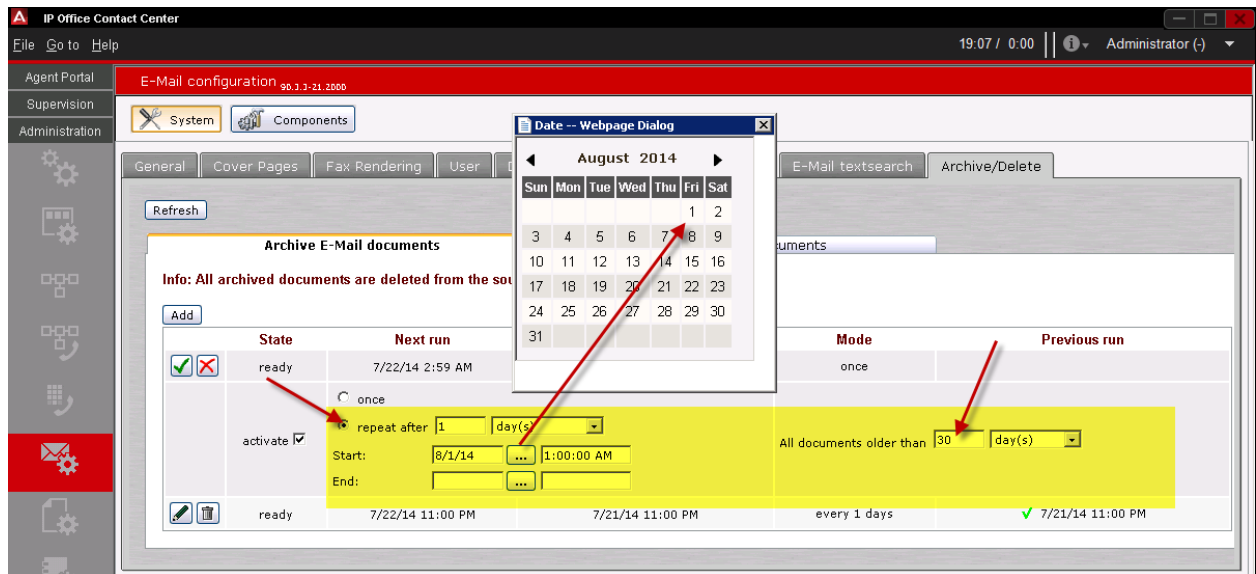 IP Office Contact Center
File Go to Help
19:07 / 0:00 Administrator (-)
Agent Portal
Supervision
Administration
E-Mail configuration 90.3.3-21.2000
System Components
General Cover Pages Fax Rendering User E-Mail textsearch Archive/Delete
Date -- Webpage Dialog
August 2014
Sun Mon Tue Wed Thu Fri Sat
1 2
3 4 5 6 7 8 9
10 11 12 13 14 15 16
17 18 19 20 21 22 23
24 25 26 27 28 29 30
31
Refresh
Archive E-Mail documents
Info: All archived documents are deleted from the
Add
State Next run Mode Previous run
ready 7/22/14 2:59 AM once
once
activate repeat after 1 day(s)
Start: 8/1/14 ... 1:00:00 AM
End: ...
All documents older than 30 day(s)
ready 7/22/14 11:00 PM 7/21/14 11:00 PM every 1 days 7/21/14 11:00 PM